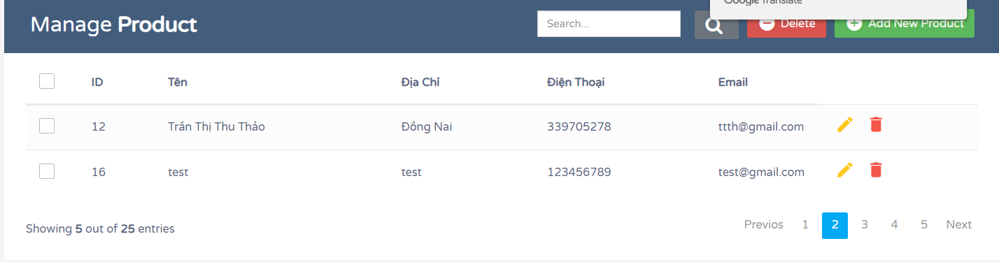 Google Translate
Manage Product
Search...
Delete
Add New Product
ID Tên Địa Chỉ Điện Thoại Email
12 Trần Thị Thu Thảo Đồng Nai 339705278 ttth@gmail.com
16 test test 123456789 test@gmail.com
Showing 5 out of 25 entries
Previos 1 2 3 4 5 Next